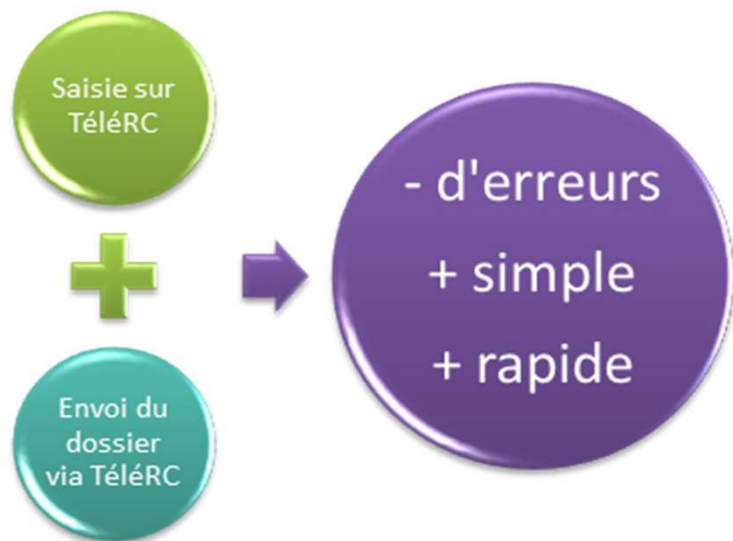 Saisie sur
TéléRC
Envoi du
dossier
via TéléRC
- d'erreurs
+ simple
+ rapide